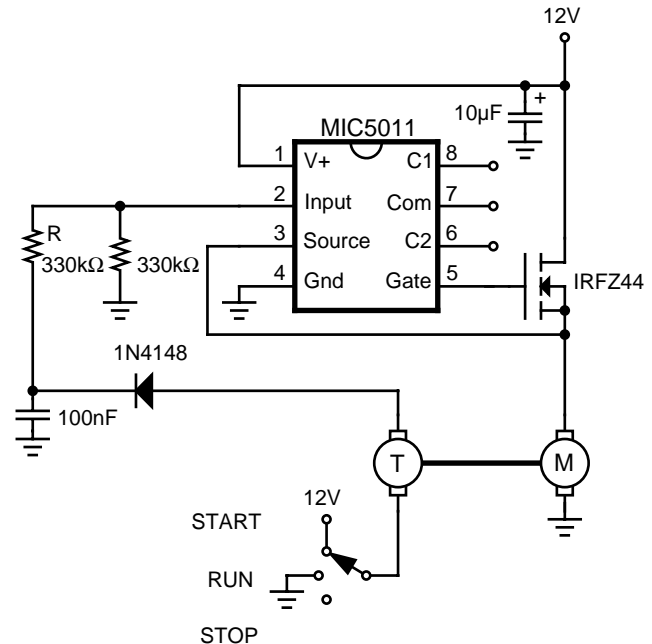 12V
10µF
+
MIC5011
1 V+ C1 8
2 Input Com 7
3 Source C2 6
4 Gnd Gate 5
R
330kΩ
330kΩ
IRFZ44
1N4148
100nF
T
M
12V
START
RUN
STOP